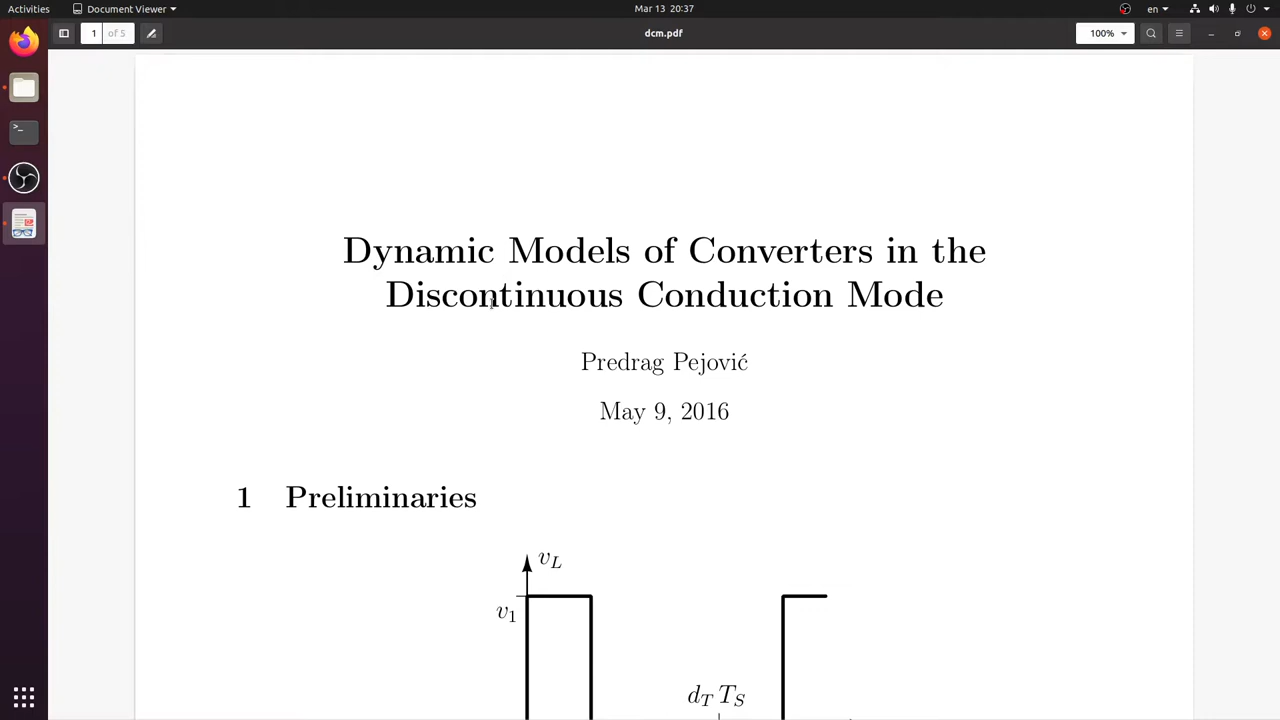 Activities Document Viewer Mar 13 20:37 en
1 of 5 dcm.pdf 100%
Dynamic Models of Converters in the
Discontinuous Conduction Mode
Predrag Pejović
May 9, 2016
1 Preliminaries
v_L
v_1
d_T T_S